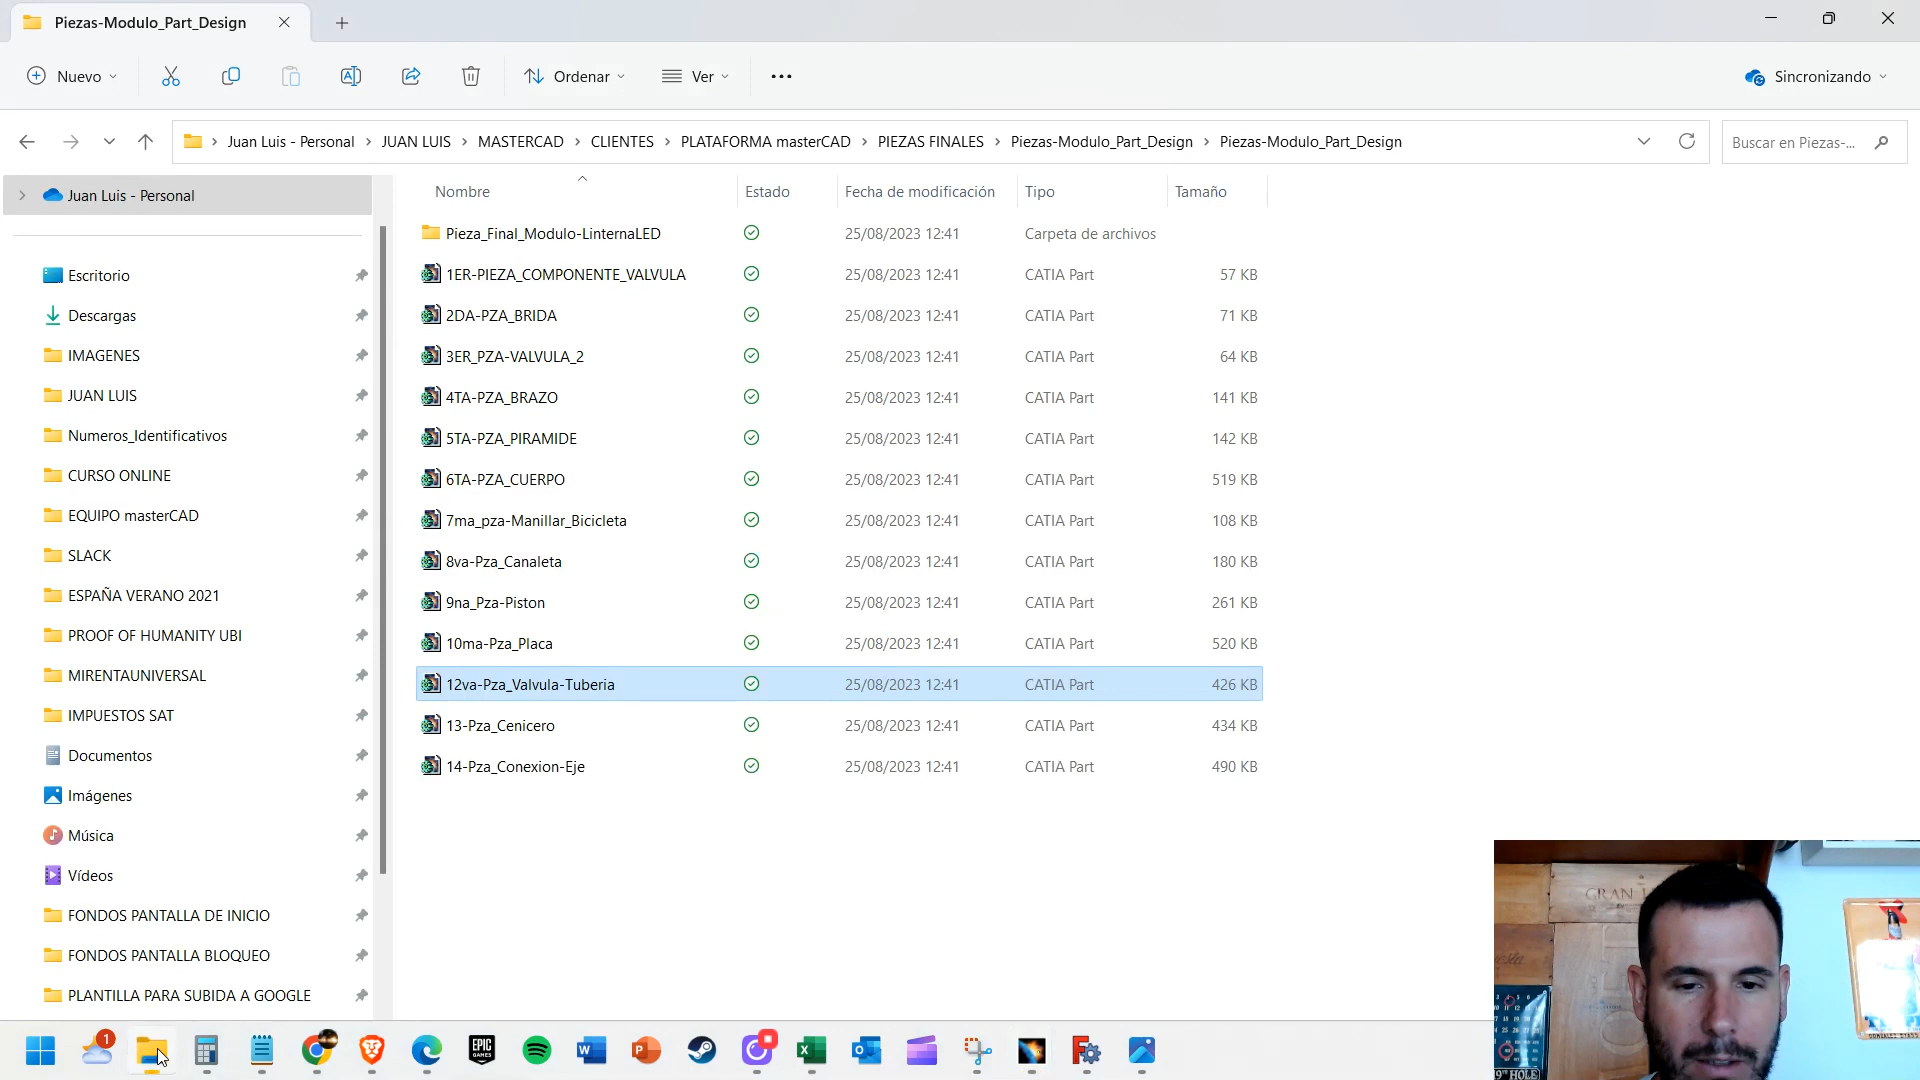 Piezas-Modulo_Part_Design
Nuevo
Ordenar
Ver
Sincronizando
Juan Luis - Personal
JUAN LUIS
MASTERCAD
CLIENTES
PLATAFORMA masterCAD
PIEZAS FINALES
Piezas-Modulo_Part_Design
Piezas-Modulo_Part_Design
Buscar en Piezas-...
Juan Luis - Personal
Escritorio
Descargas
IMAGENES
JUAN LUIS
Numeros_Identificativos
CURSO ONLINE
EQUIPO masterCAD
SLACK
ESPAÑA VERANO 2021
PROOF OF HUMANITY UBI
MIRENTAUNIVERSAL
IMPUESTOS SAT
Documentos
Imágenes
Música
Vídeos
FONDOS PANTALLA DE INICIO
FONDOS PANTALLA BLOQUEO
PLANTILLA PARA SUBIDA A GOOGLE
Nombre Estado Fecha de modificación Tipo Tamaño
Pieza_Final_Modulo-LinternaLED 25/08/2023 12:41 Carpeta de archivos
1ER-PIEZA_COMPONENTE_VALVULA 25/08/2023 12:41 CATIA Part 57 KB
2DA-PZA_BRIDA 25/08/2023 12:41 CATIA Part 71 KB
3ER_PZA-VALVULA_2 25/08/2023 12:41 CATIA Part 64 KB
4TA-PZA_BRAZO 25/08/2023 12:41 CATIA Part 141 KB
5TA-PZA_PIRAMIDE 25/08/2023 12:41 CATIA Part 142 KB
6TA-PZA_CUERPO 25/08/2023 12:41 CATIA Part 519 KB
7ma_pza-Manillar_Bicicleta 25/08/2023 12:41 CATIA Part 108 KB
8va-Pza_Canaleta 25/08/2023 12:41 CATIA Part 180 KB
9na_Pza-Piston 25/08/2023 12:41 CATIA Part 261 KB
10ma-Pza_Placa 25/08/2023 12:41 CATIA Part 520 KB
12va-Pza_Valvula-Tuberia 25/08/2023 12:41 CATIA Part 426 KB
13-Pza_Cenicero 25/08/2023 12:41 CATIA Part 434 KB
14-Pza_Conexion-Eje 25/08/2023 12:41 CATIA Part 490 KB
GRAN
1
EPIC
GAMES
W
P
X
O
HOLE